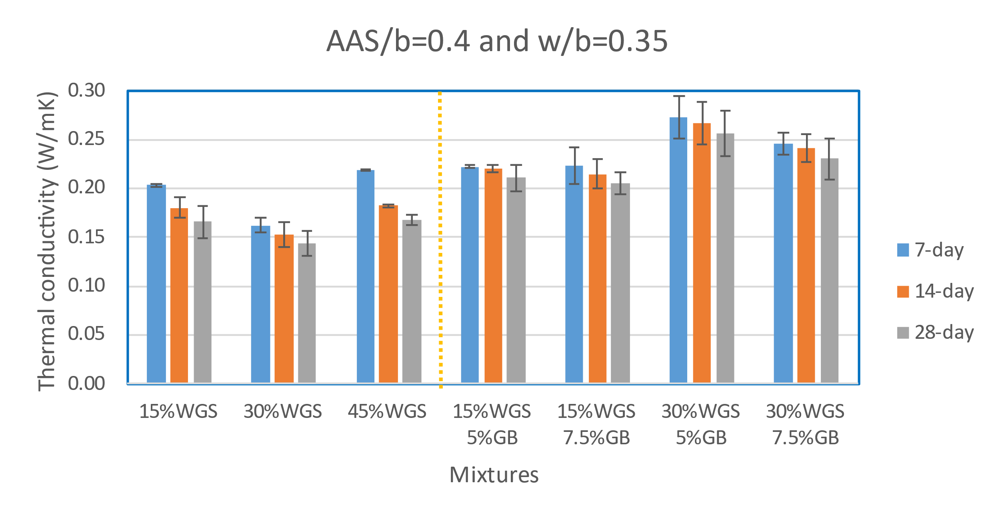 AAS/b=0.4 and w/b=0.35
Thermal conductivity (W/mK)
0.30
0.25
0.20
0.15
0.10
0.05
0.00
15%WGS
30%WGS
45%WGS
15%WGS
5%GB
15%WGS
7.5%GB
30%WGS
5%GB
30%WGS
7.5%GB
Mixtures
7-day
14-day
28-day